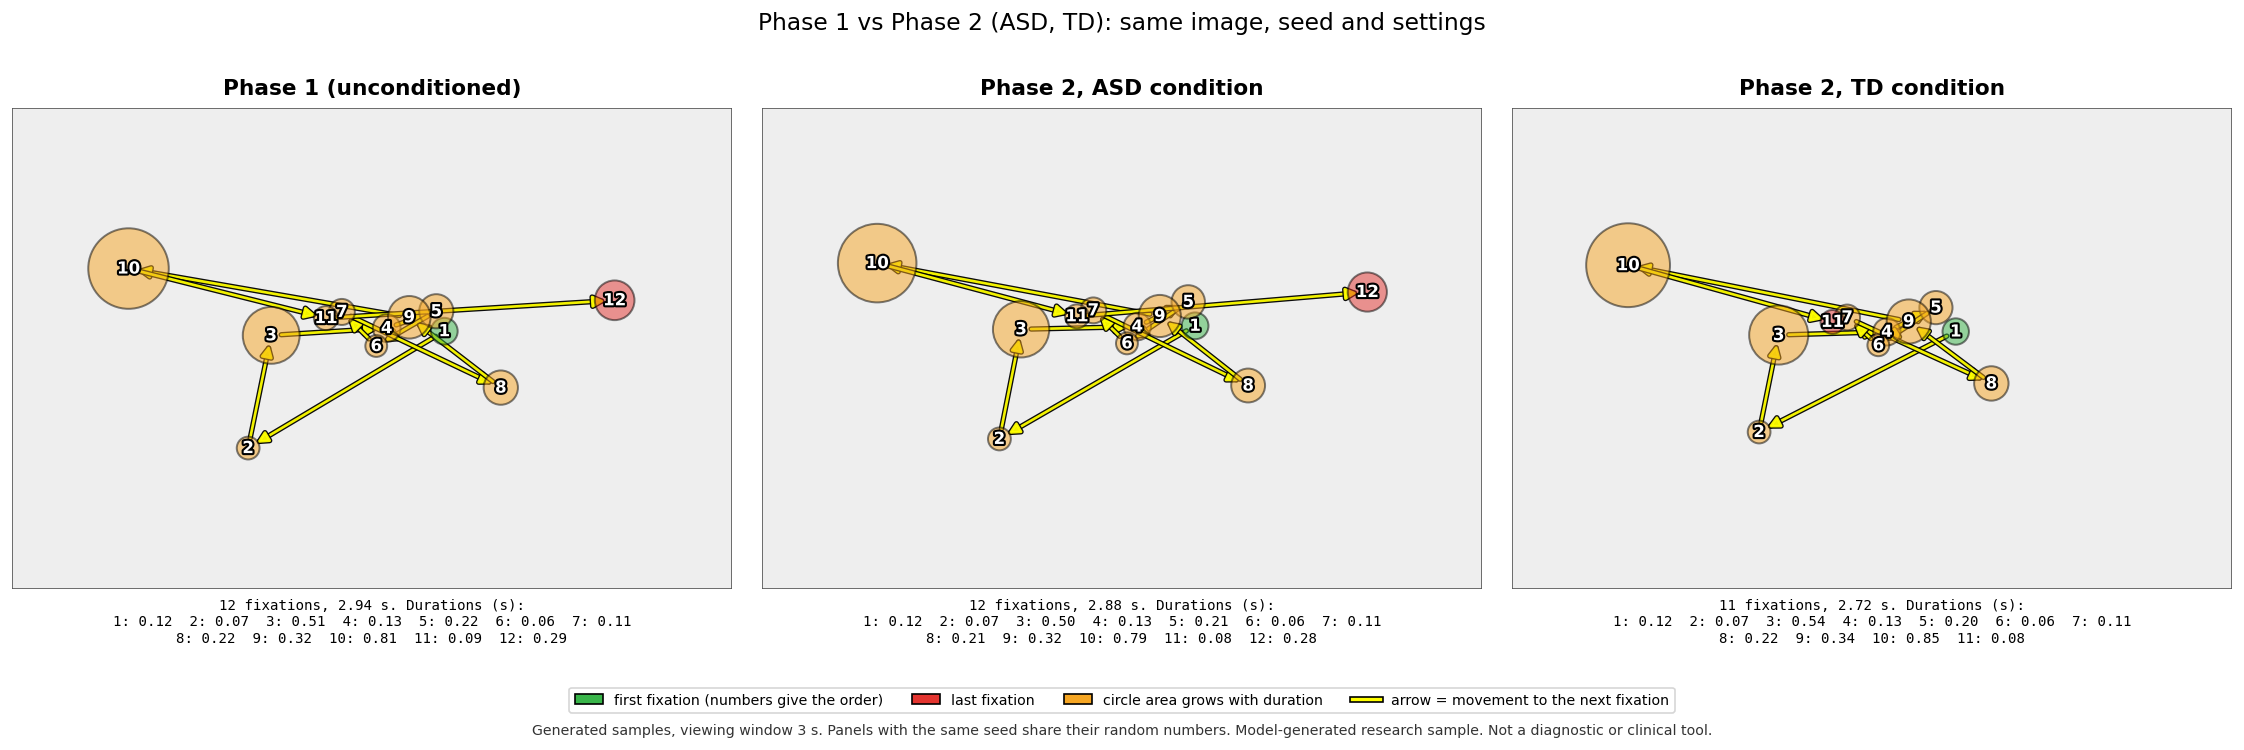 Phase 1 vs Phase 2 (ASD, TD): same image, seed and settings
Phase 1 (unconditioned)
10
3
11
7
4
9
5
1
6
12
8
2
12 fixations, 2.94 s. Durations (s):
1: 0.12  2: 0.07  3: 0.51  4: 0.13  5: 0.22  6: 0.06  7: 0.11
8: 0.22  9: 0.32  10: 0.81  11: 0.09  12: 0.29
Phase 2, ASD condition
10
3
11
7
4
9
5
1
6
12
8
2
12 fixations, 2.88 s. Durations (s):
1: 0.12  2: 0.07  3: 0.50  4: 0.13  5: 0.21  6: 0.06  7: 0.11
8: 0.21  9: 0.32  10: 0.79  11: 0.08  12: 0.28
Phase 2, TD condition
10
3
11
7
4
9
5
1
6
8
2
11 fixations, 2.72 s. Durations (s):
1: 0.12  2: 0.07  3: 0.54  4: 0.13  5: 0.20  6: 0.06  7: 0.11
8: 0.22  9: 0.34  10: 0.85  11: 0.08
first fixation (numbers give the order)
last fixation
circle area grows with duration
arrow = movement to the next fixation
Generated samples, viewing window 3 s. Panels with the same seed share their random numbers. Model-generated research sample. Not a diagnostic or clinical tool.